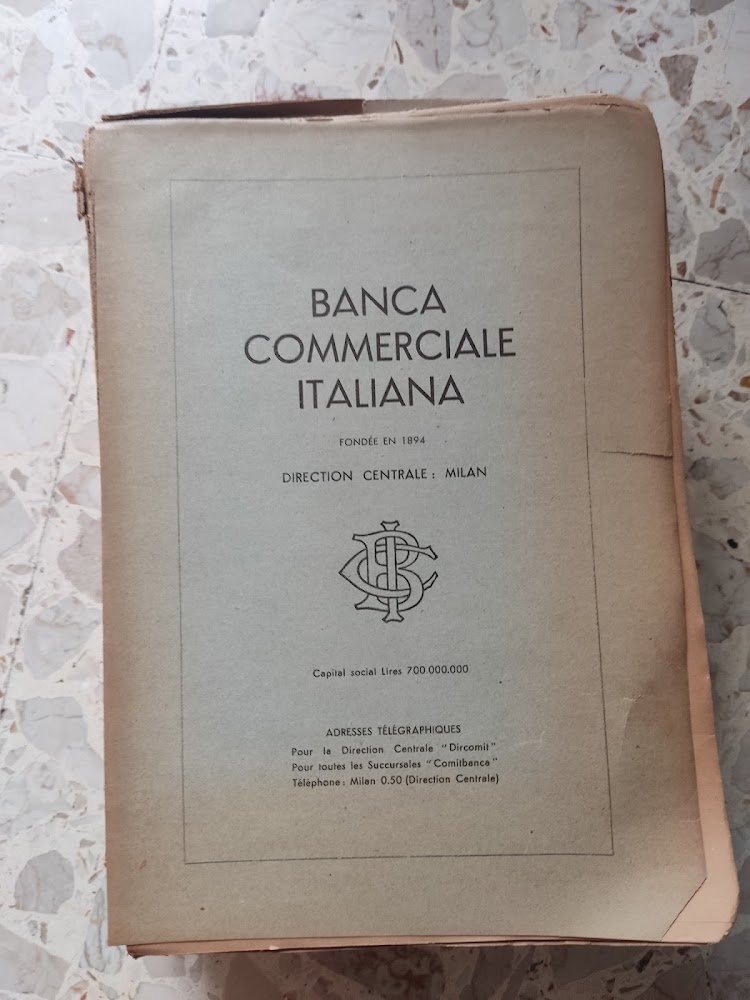 BANCA
COMMERCIALE
ITALIANA
FONDÉE EN 1894
DIRECTION CENTRALE : MILAN
BCI
Capital social Lires 700.000.000
ADRESSES TÉLÉGRAPHIQUES
Pour la Direction Centrale "Dircomit"
Pour toutes les Succursales "Comitbanca"
Téléphone : Milan 0.50 (Direction Centrale)